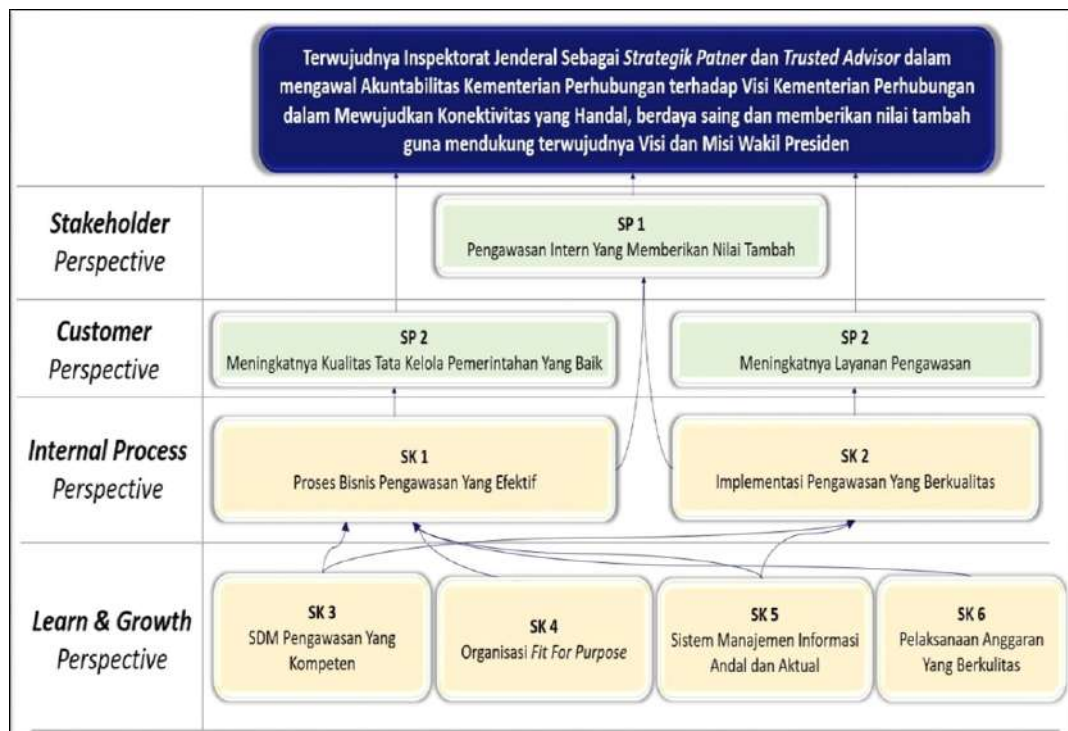 Terwujudnya Inspektorat Jenderal Sebagai Strategik Patner dan Trusted Advisor dalam
mengawal Akuntabilitas Kementerian Perhubungan terhadap Visi Kementerian Perhubungan
dalam Mewujudkan Konektivitas yang Handal, berdaya saing dan memberikan nilai tambah
guna mendukung terwujudnya Visi dan Misi Wakil Presiden
Stakeholder
Perspective
SP 1
Pengawasan Intern Yang Memberikan Nilai Tambah
Customer
Perspective
SP 2
Meningkatnya Kualitas Tata Kelola Pemerintahan Yang Baik
SP 2
Meningkatnya Layanan Pengawasan
Internal Process
Perspective
SK 1
Proses Bisnis Pengawasan Yang Efektif
SK 2
Implementasi Pengawasan Yang Berkualitas
Learn & Growth
Perspective
SK 3
SDM Pengawasan Yang
Kompeten
SK 4
Organisasi Fit For Purpose
SK 5
Sistem Manajemen Informasi
Andal dan Aktual
SK 6
Pelaksanaan Anggaran
Yang Berkulitas